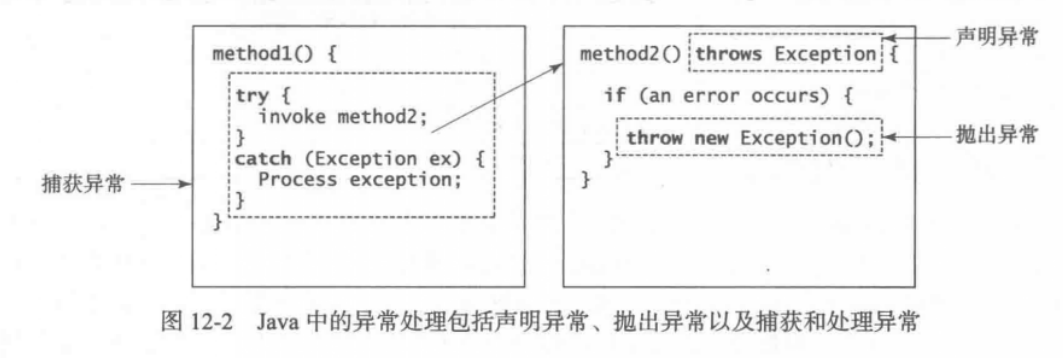 method1() {
try {
invoke method2;
}
catch (Exception ex) {
Process exception;
}
}
捕获异常
method2() throws Exception {
if (an error occurs) {
throw new Exception();
}
}
声明异常
抛出异常
图 12-2 Java 中的异常处理包括声明异常、抛出异常以及捕获和处理异常